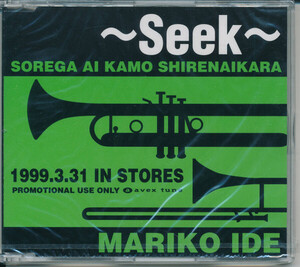 ~Seek~
SOREGA AI KAMO SHIRENAIKARA
1999.3.31 IN STORES
PROMOTIONAL USE ONLY avex tune
MARIKO IDE